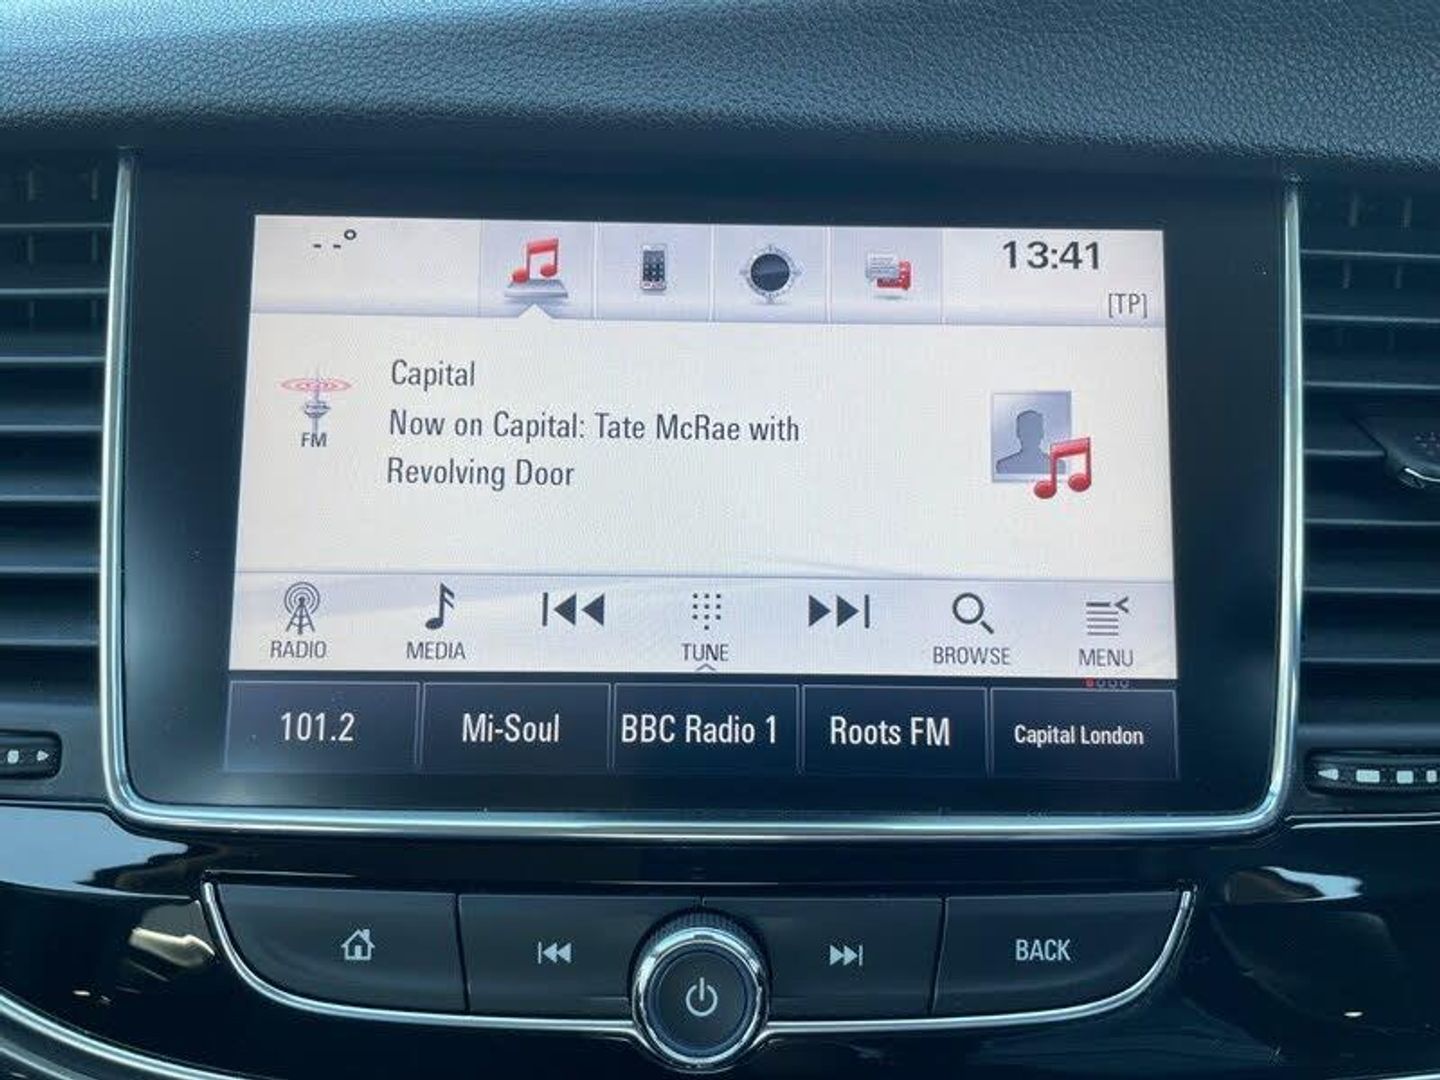 --°
13:41
[TP]
FM
Capital
Now on Capital: Tate McRae with
Revolving Door
RADIO
MEDIA
TUNE
BROWSE
MENU
101.2
Mi-Soul
BBC Radio 1
Roots FM
Capital London
BACK